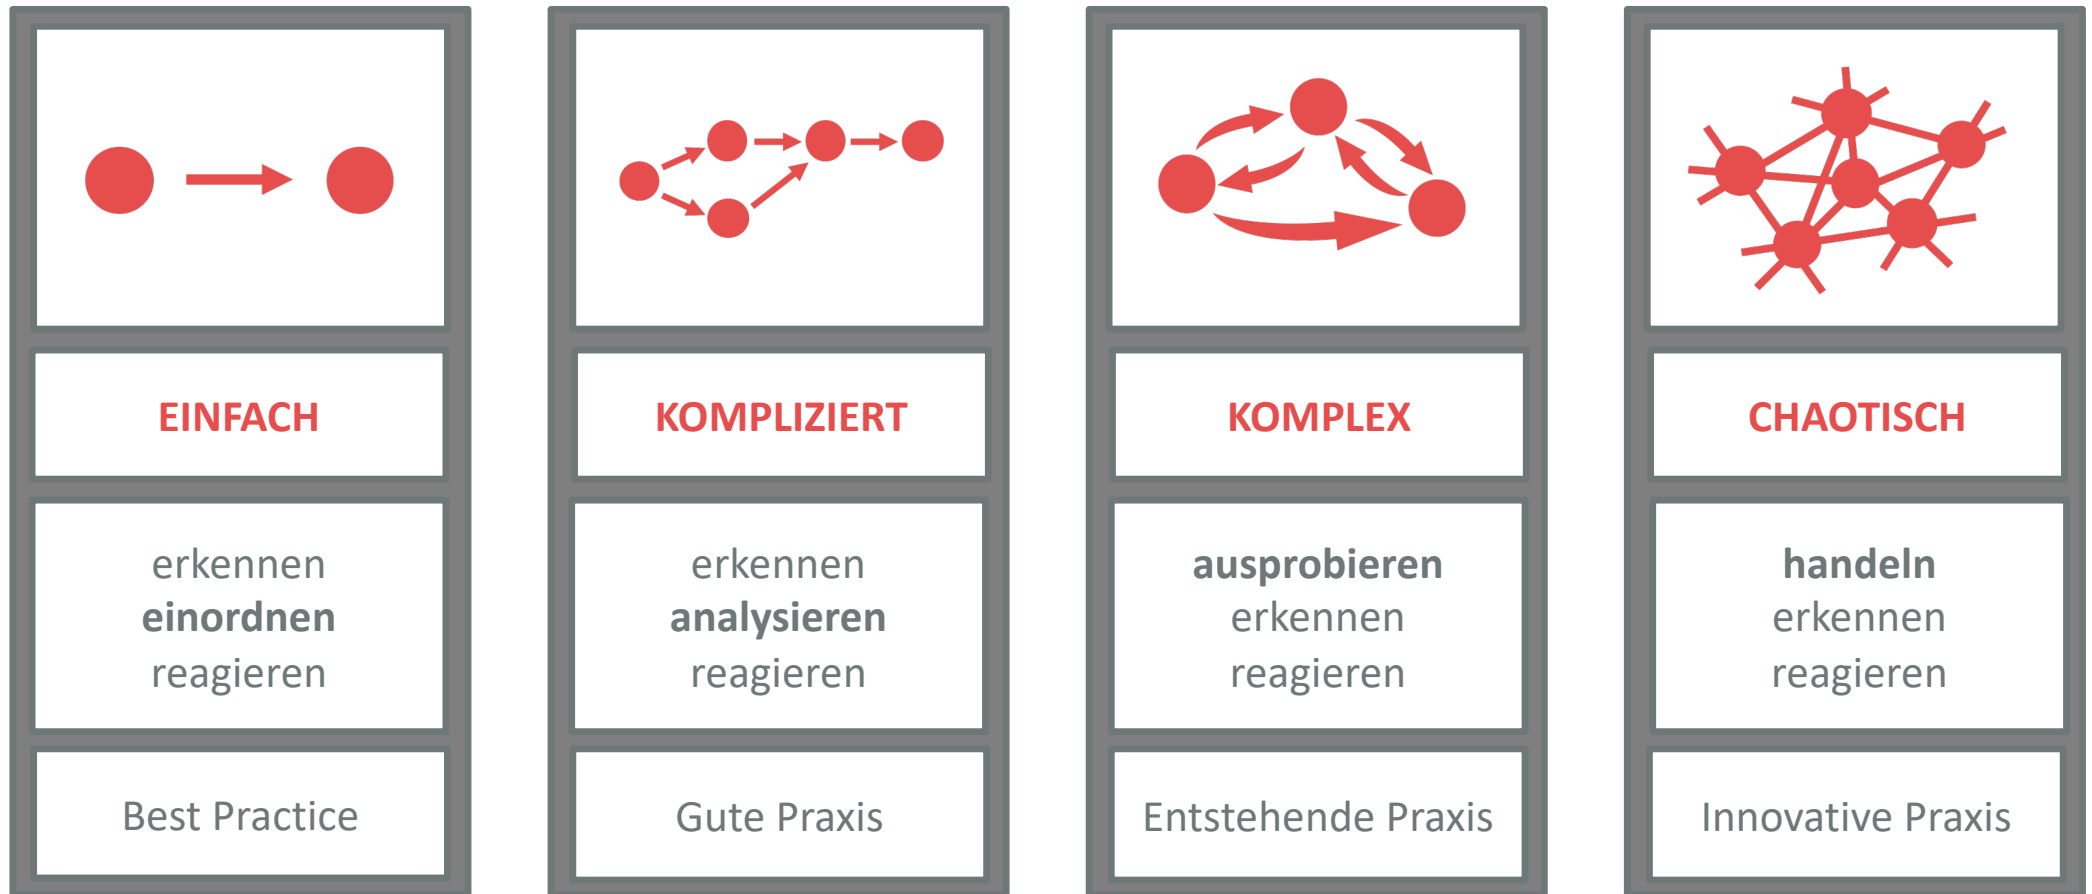 EINFACH
erkennen
einordnen
reagieren
Best Practice
KOMPLIZIERT
erkennen
analysieren
reagieren
Gute Praxis
KOMPLEX
ausprobieren
erkennen
reagieren
Entstehende Praxis
CHAOTISCH
handeln
erkennen
reagieren
Innovative Praxis